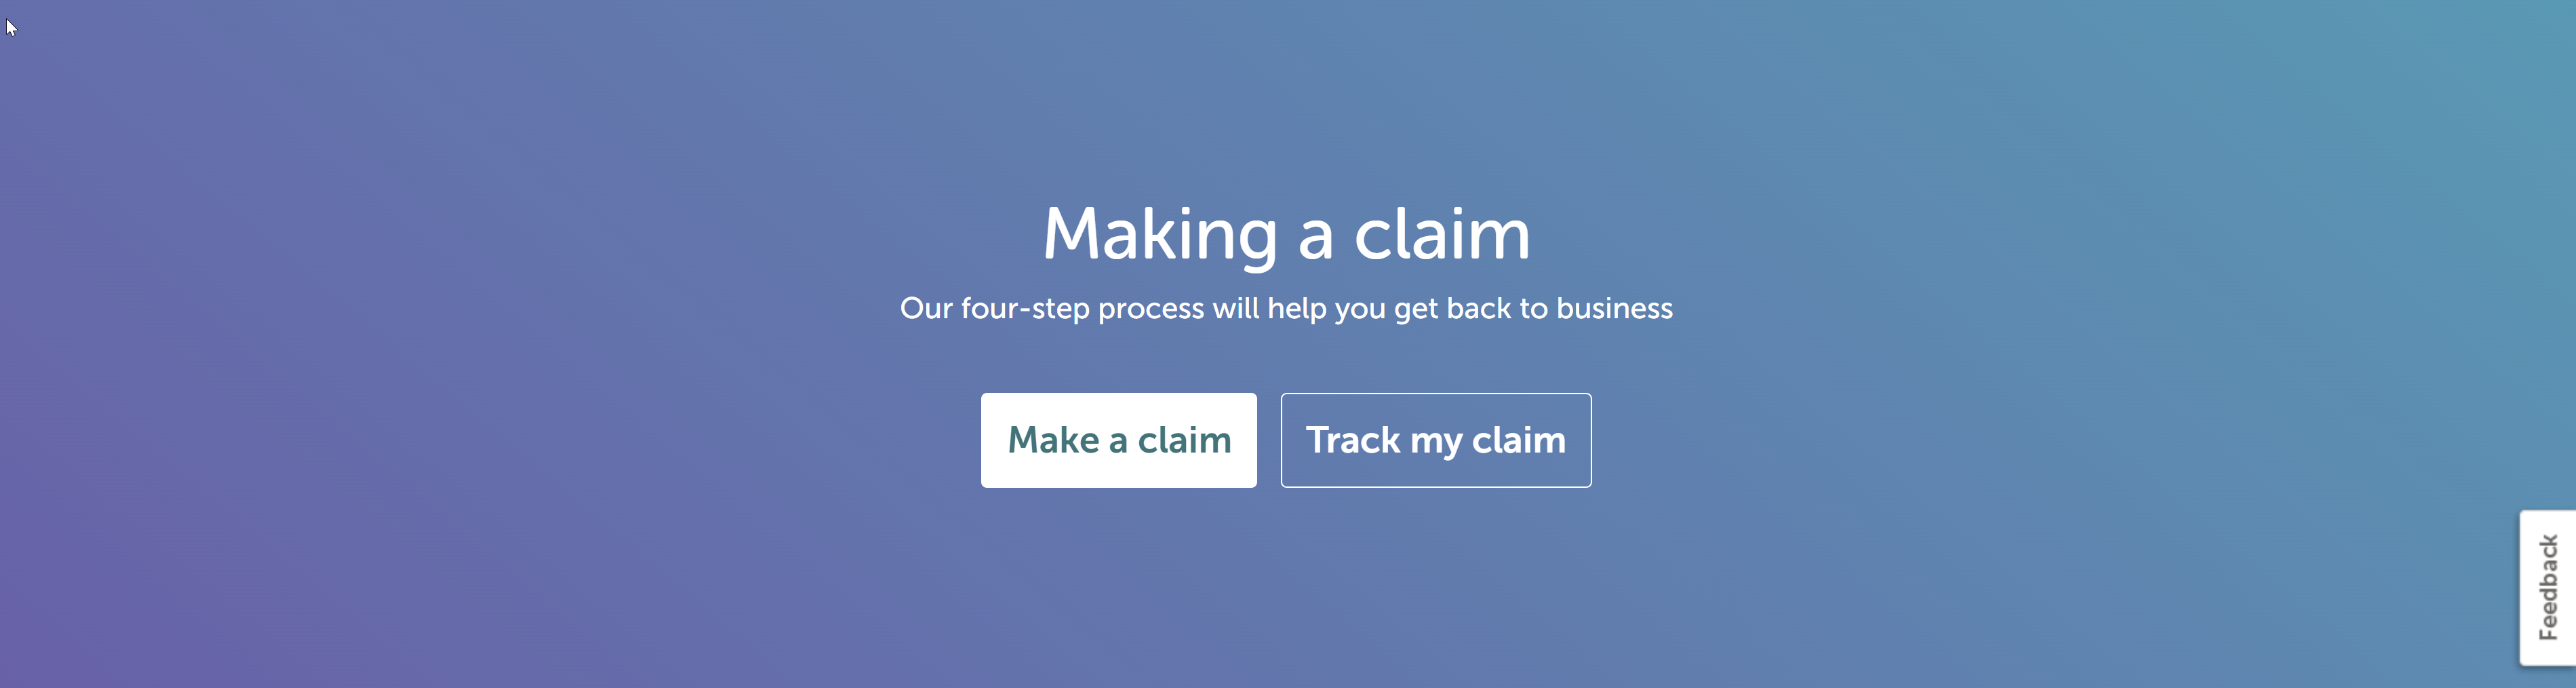 Making a claim
Our four-step process will help you get back to business
Make a claim
Track my claim
Feedback